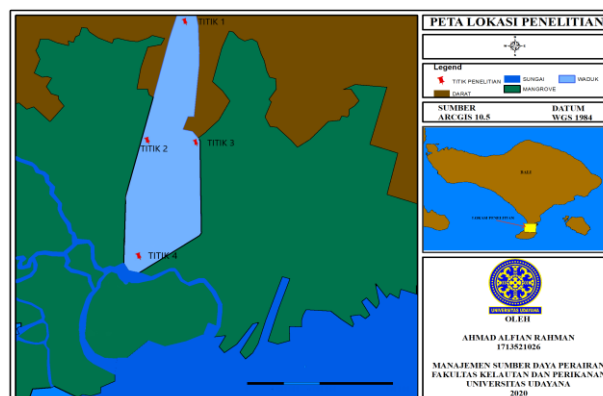 TITIK 1
TITIK 2
TITIK 3
TITIK 4
PETA LOKASI PENELITIAN
Legend
TITIK PENELITIAN
DARAT
SUNGAI
MANGROVE
WADUK
SUMBER
ARCGIS 10.5
DATUM
WGS 1984
BALI
UNIVERSITAS UDAYANA
OLEH
AHMAD ALFIAN RAHMAN
1713521026
MANAJEMEN SUMBER DAYA PERAIRAN
FAKULTAS KELAUTAN DAN PERIKANAN
UNIVERSITAS UDAYANA
2020